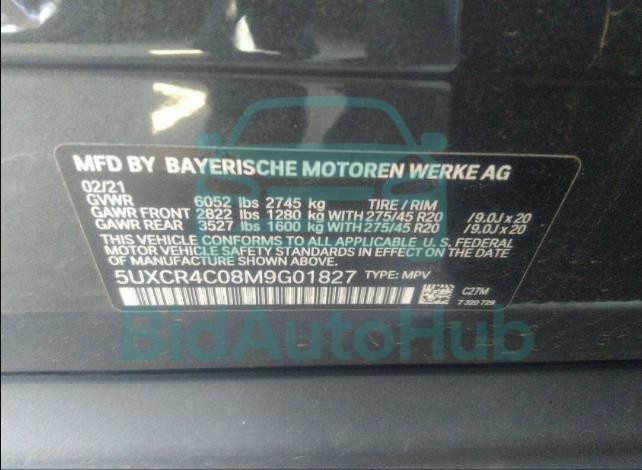 MFD BY BAYERISCHE MOTOREN WERKE AG
02/21
GVWR 6052 lbs 2745 kg TIRE / RIM
GAWR FRONT 2822 lbs 1280 kg WITH 275/45 R20 /9.0J x 20
GAWR REAR 3527 lbs 1600 kg WITH 275/45 R20 /9.0J x 20
THIS VEHICLE CONFORMS TO ALL APPLICABLE U.S. FEDERAL
MOTOR VEHICLE SAFETY STANDARDS IN EFFECT ON THE DATE
OF MANUFACTURE SHOWN ABOVE.
5UXCR4C08M9G01827 TYPE: MPV
C27M
7 320 729
BidAutoHub